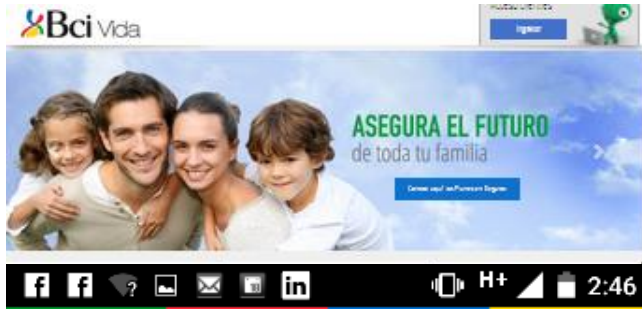 Bci Vida
Ingresar
ASEGURA EL FUTURO
de toda tu familia
H+ 2:46